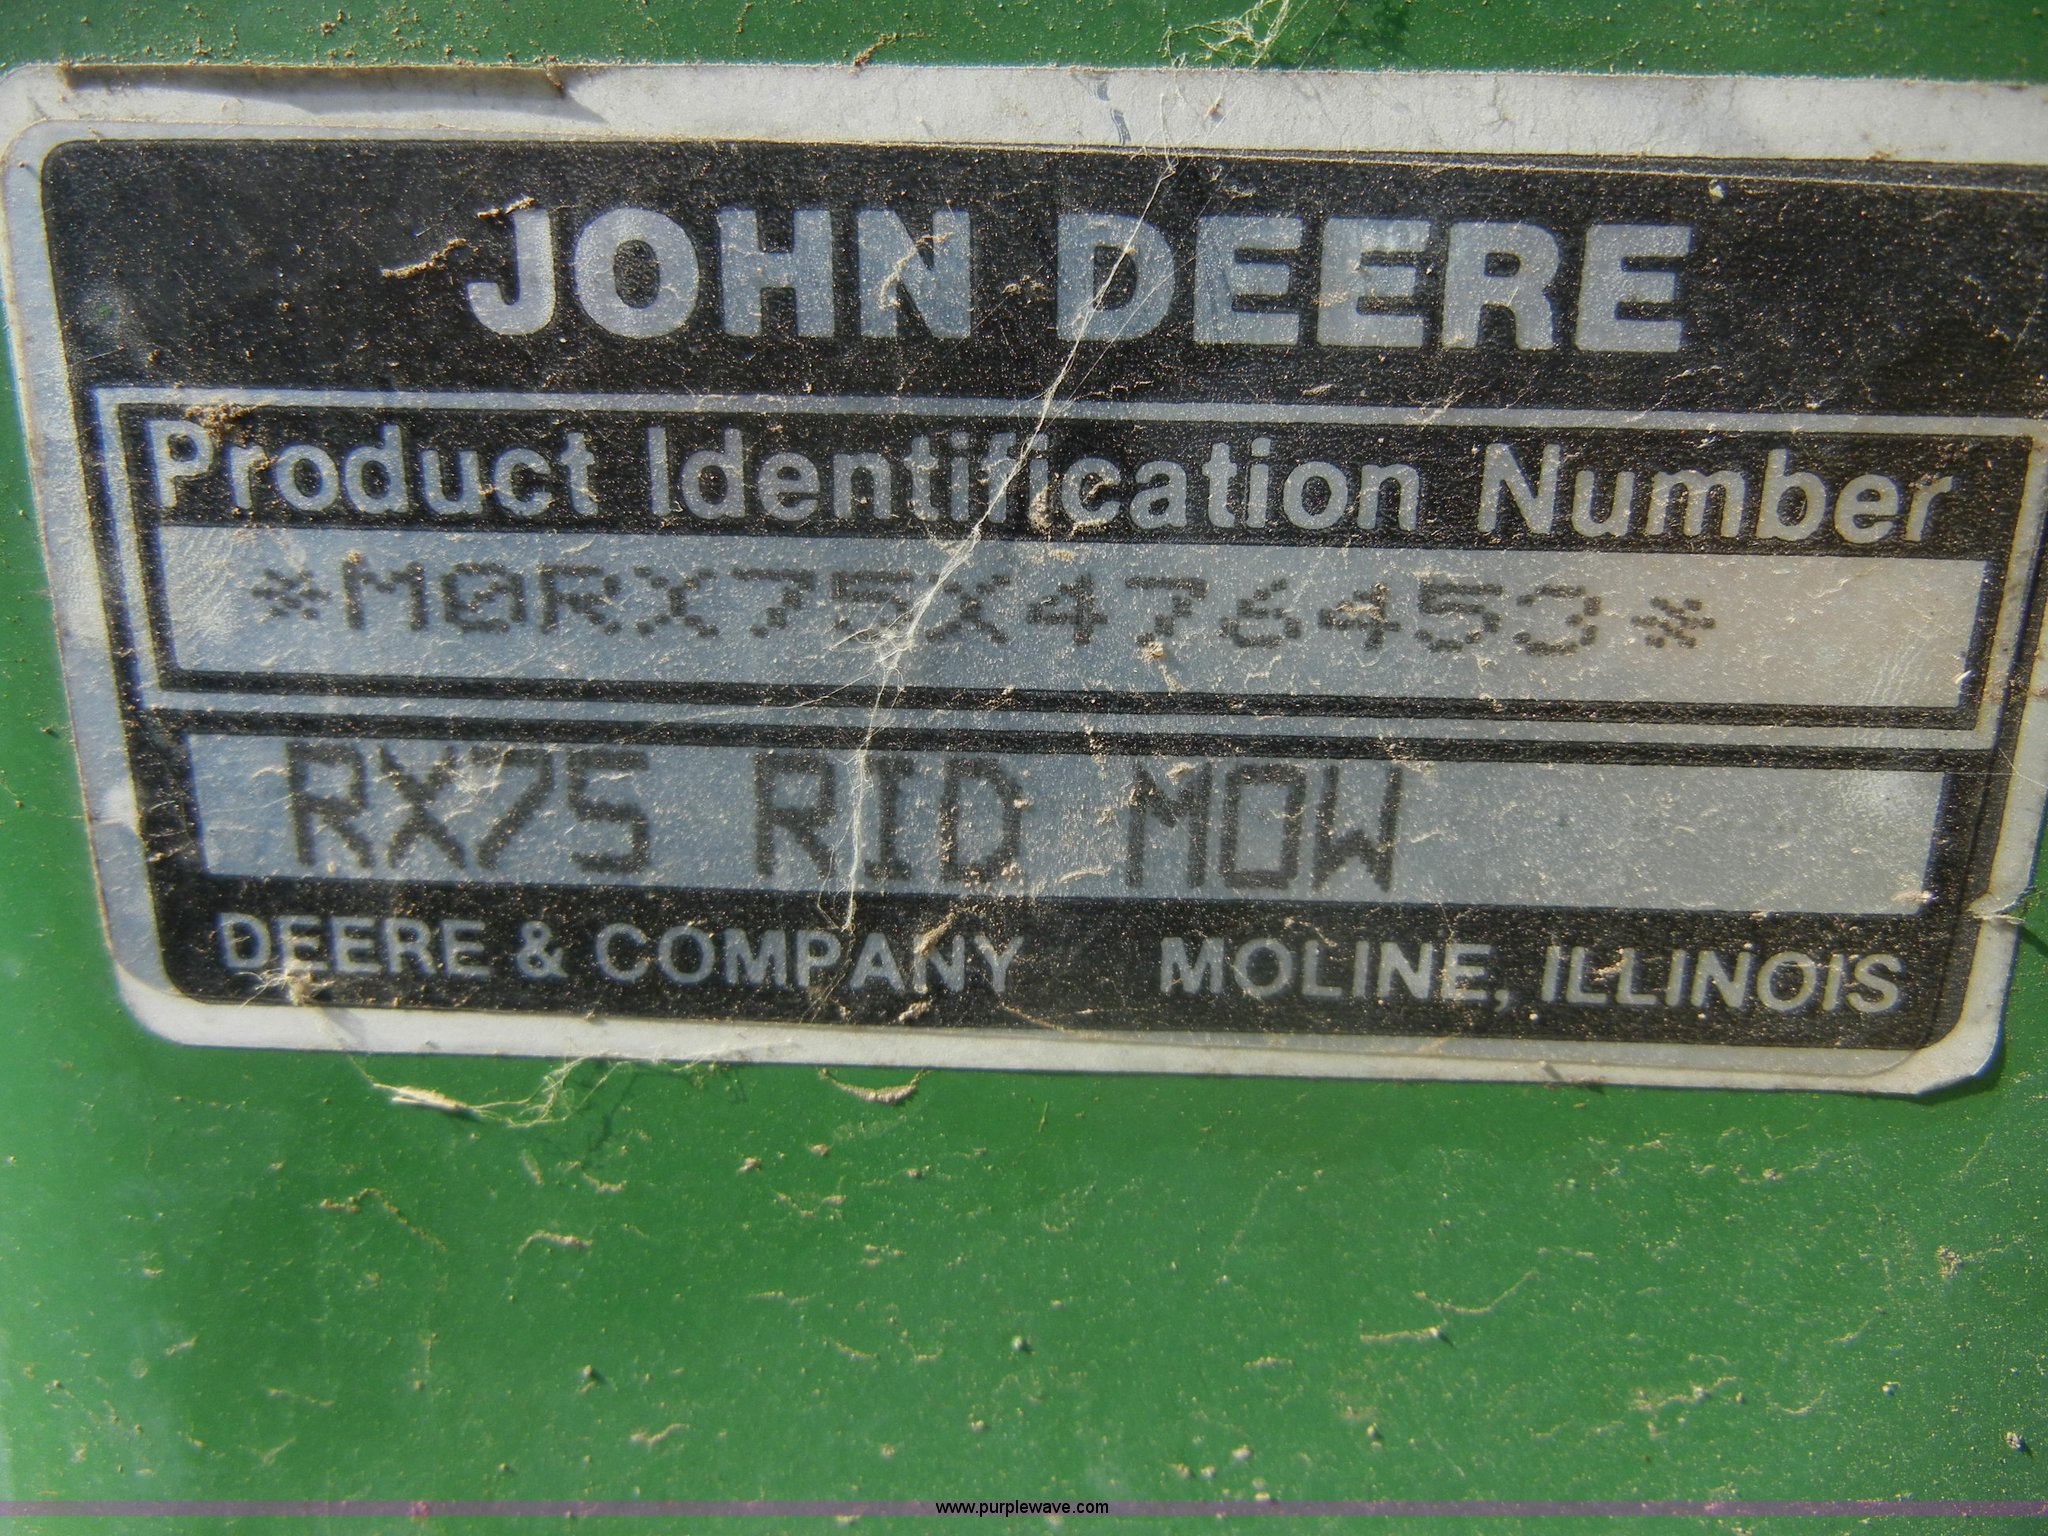 JOHN DEERE
Product Identification Number
*M0RX75X476453*
RX75 RID MOW
DEERE & COMPANY MOLINE, ILLINOIS
www.purplewave.com